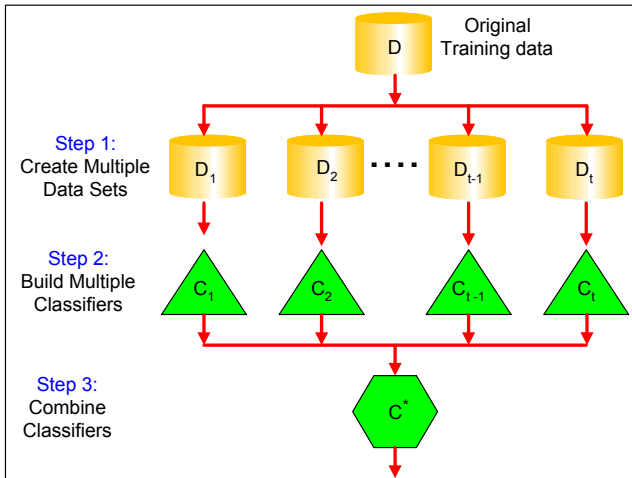 D
Original
Training data
Step 1:
Create Multiple
Data Sets
D1
D2
....
Dt-1
Dt
Step 2:
Build Multiple
Classifiers
C1
C2
Ct-1
Ct
Step 3:
Combine
Classifiers
C*